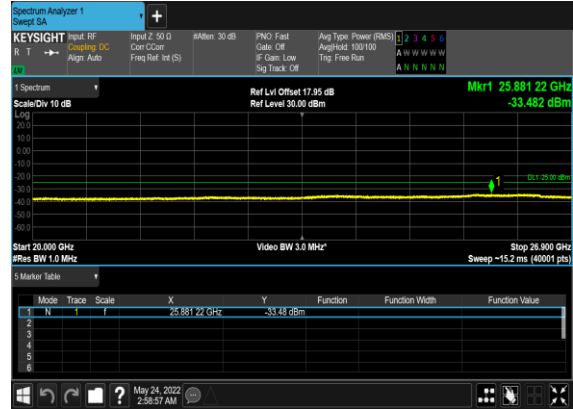 Spectrum Analyzer 1
Swept SA
KEYSIGHT
R T
LNI
Input: RF
Coupling: DC
Align: Auto
Input Z: 50 Ω
Corr CCorr
Freq Ref: Int (S)
#Atten: 30 dB
PNO: Fast
Gate: Off
IF Gain: Low
Sig Track: Off
Avg Type: Power (RMS)
Avg|Hold: 100/100
Trig: Free Run
1 2 3 4 5 6
A W W W W W
A N N N N N
1 Spectrum
Scale/Div 10 dB
Log
Ref Lvl Offset 17.95 dB
Ref Level 30.00 dBm
Mkr1 25.881 22 GHz
-33.482 dBm
20.0
10.0
0.00
-10.0
-20.0
-30.0
-40.0
-50.0
-60.0
1
DL1 -25.00 dBm
Start 20.000 GHz
#Res BW 1.0 MHz
Video BW 3.0 MHz*
Stop 26.900 GHz
Sweep ~15.2 ms (40001 pts)
5 Marker Table
Mode Trace Scale X Y Function Function Width Function Value
1 N 1 f 25.881 22 GHz -33.48 dBm
2
3
4
5
6
?
May 24, 2022
2:58:57 AM